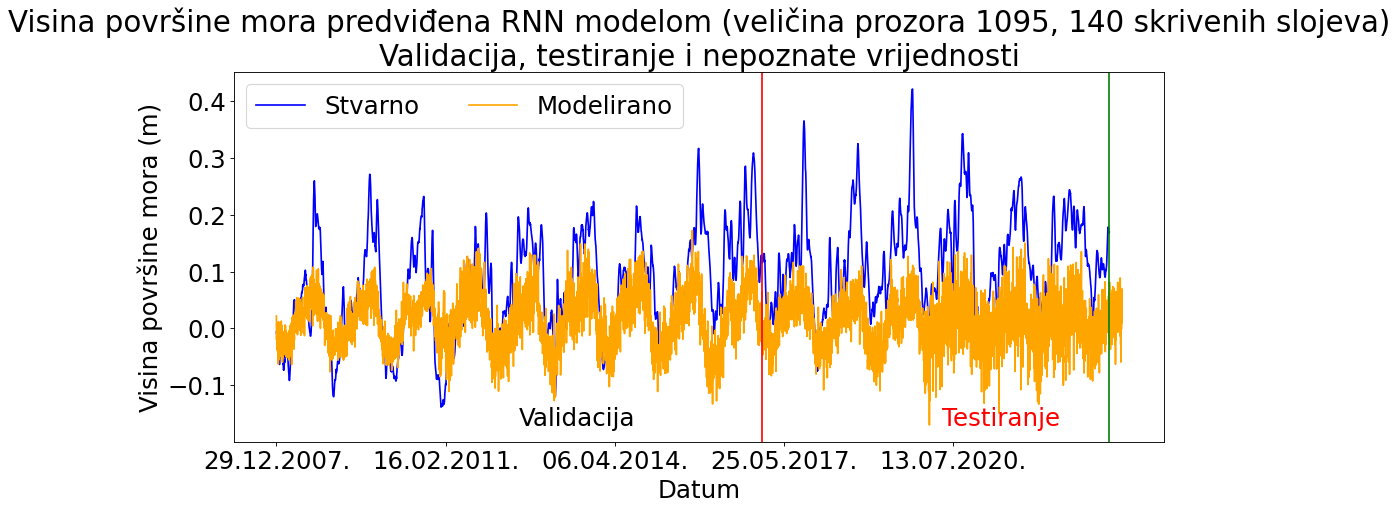 Visina površine mora predviđena RNN modelom (veličina prozora 1095, 140 skrivenih slojeva)
Validacija, testiranje i nepoznate vrijednosti
Stvarno
Modelirano
Visina površine mora (m)
0.4
0.3
0.2
0.1
0.0
−0.1
Validacija
Testiranje
29.12.2007.
16.02.2011.
06.04.2014.
25.05.2017.
13.07.2020.
Datum